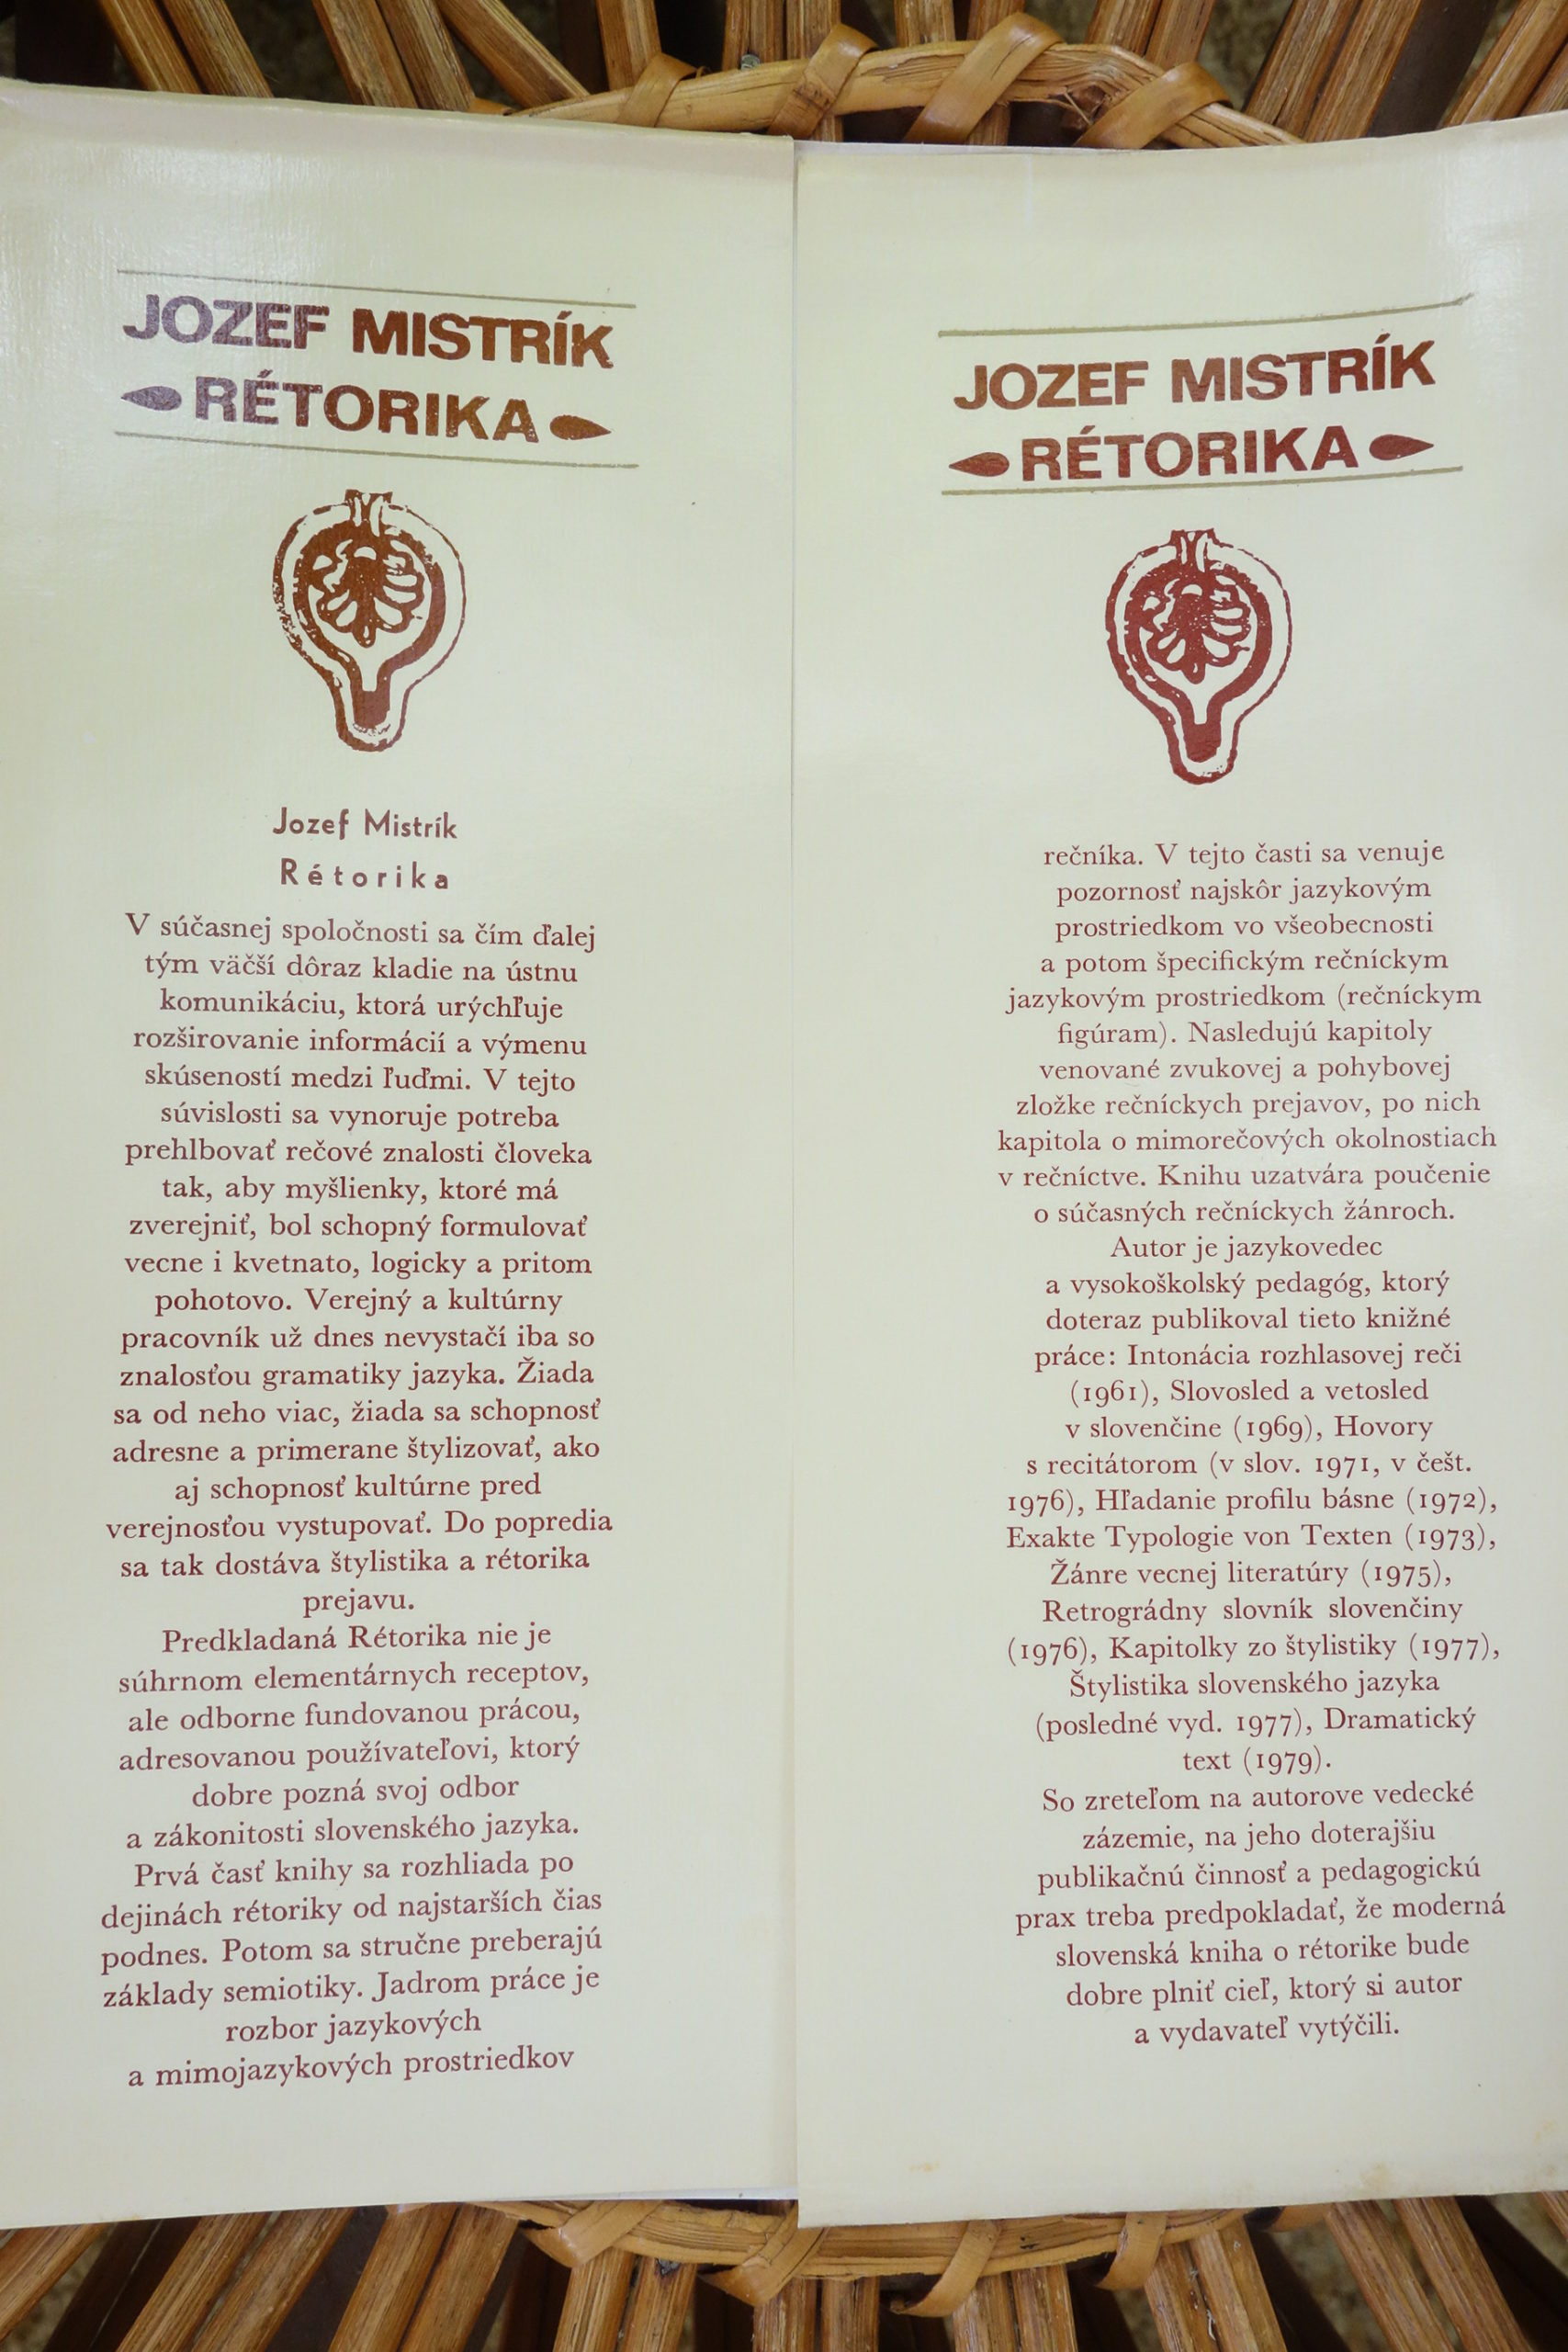 JOZEF MISTRÍK
RÉTORIKA
Jozef Mistrík
Rétorika
V súčasnej spoločnosti sa čím ďalej
tým väčší dôraz kladie na ústnu
komunikáciu, ktorá urýchľuje
rozširovanie informácií a výmenu
skúseností medzi ľuďmi. V tejto
súvislosti sa vynoruje potreba
prehlbovať rečové znalosti človeka
tak, aby myšlienky, ktoré má
zverejniť, bol schopný formulovať
vecne i kvetnato, logicky a pritom
pohotovo. Verejný a kultúrny
pracovník už dnes nevystačí iba so
znalosťou gramatiky jazyka. Žiada
sa od neho viac, žiada sa schopnosť
adresne a primerane štylizovať, ako
aj schopnosť kultúrne pred
verejnosťou vystupovať. Do popredia
sa tak dostáva štylistika a rétorika
prejavu.
Predkladaná Rétorika nie je
súhrnom elementárnych receptov,
ale odborne fundovanou prácou,
adresovanou používateľovi, ktorý
dobre pozná svoj odbor
a zákonitosti slovenského jazyka.
Prvá časť knihy sa rozhliada po
dejinách rétoriky od najstarších čias
podnes. Potom sa stručne preberajú
základy semiotiky. Jadrom práce je
rozbor jazykových
a mimojazykových prostriedkov
JOZEF MISTRÍK
RÉTORIKA
rečníka. V tejto časti sa venuje
pozornosť najskôr jazykovým
prostriedkom vo všeobecnosti
a potom špecifickým rečníckym
jazykovým prostriedkom (rečníckym
figúram). Nasledujú kapitoly
venované zvukovej a pohybovej
zložke rečníckych prejavov, po nich
kapitola o mimorečových okolnostiach
v rečníctve. Knihu uzatvára poučenie
o súčasných rečníckych žánroch.
Autor je jazykovedec
a vysokoškolský pedagóg, ktorý
doteraz publikoval tieto knižné
práce: Intonácia rozhlasovej reči
(1961), Slovosled a vetosled
v slovenčine (1969), Hovory
s recitátorom (v slov. 1971, v češt.
1976), Hľadanie profilu básne (1972),
Exakte Typologie von Texten (1973),
Žánre vecnej literatúry (1975),
Retrográdny slovník slovenčiny
(1976), Kapitolky zo štylistiky (1977),
Štylistika slovenského jazyka
(posledné vyd. 1977), Dramatický
text (1979).
So zreteľom na autorove vedecké
zázemie, na jeho doterajšiu
publikačnú činnosť a pedagogickú
prax treba predpokladať, že moderná
slovenská kniha o rétorike bude
dobre plniť cieľ, ktorý si autor
a vydavateľ vytýčili.